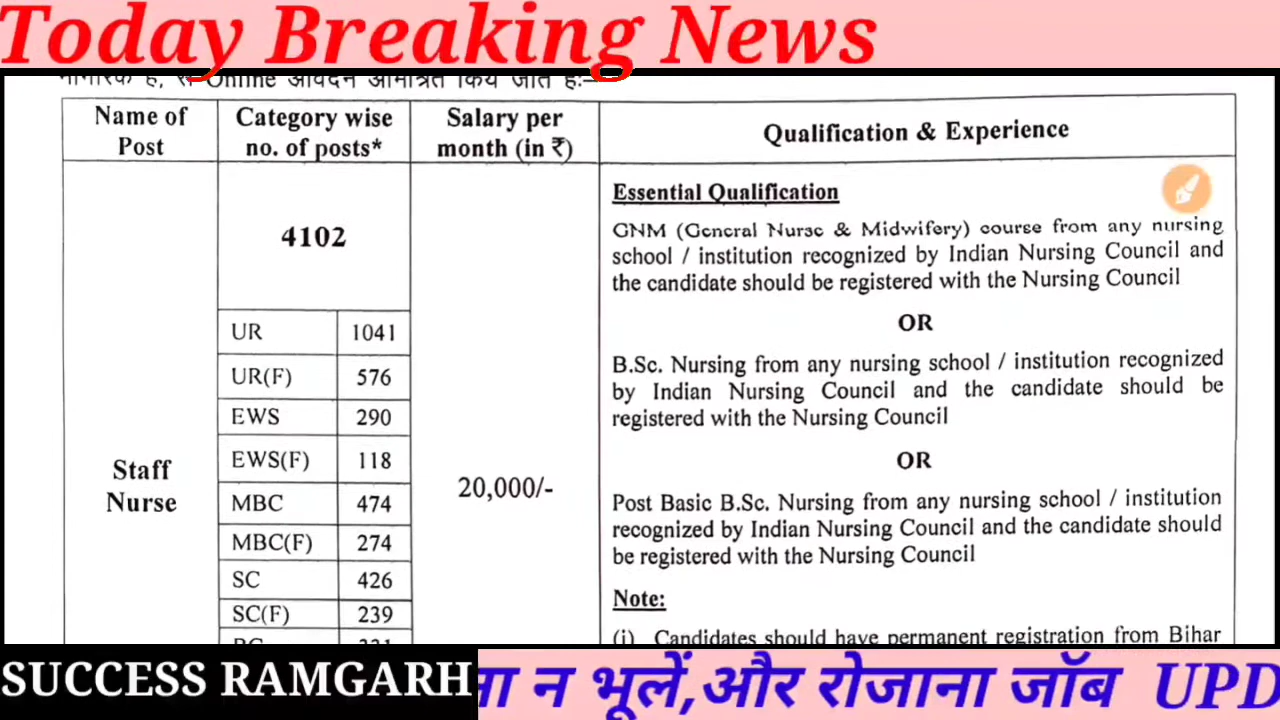 Today Breaking News
Online आवेदन आमंत्रित किये जाते है:-
Name of Post
Category wise no. of posts*
Salary per month (in ₹)
Qualification & Experience
Staff Nurse
4102
UR 1041
UR(F) 576
EWS 290
EWS(F) 118
MBC 474
MBC(F) 274
SC 426
SC(F) 239
20,000/-
Essential Qualification
GNM (General Nurse & Midwifery) course from any nursing
school / institution recognized by Indian Nursing Council and
the candidate should be registered with the Nursing Council
OR
B.Sc. Nursing from any nursing school / institution recognized
by Indian Nursing Council and the candidate should be
registered with the Nursing Council
OR
Post Basic B.Sc. Nursing from any nursing school / institution
recognized by Indian Nursing Council and the candidate should
be registered with the Nursing Council
Note:
(i) Candidates should have permanent registration from Bihar
SUCCESS RAMGARH
न भूलें,और रोजाना जॉब UPD